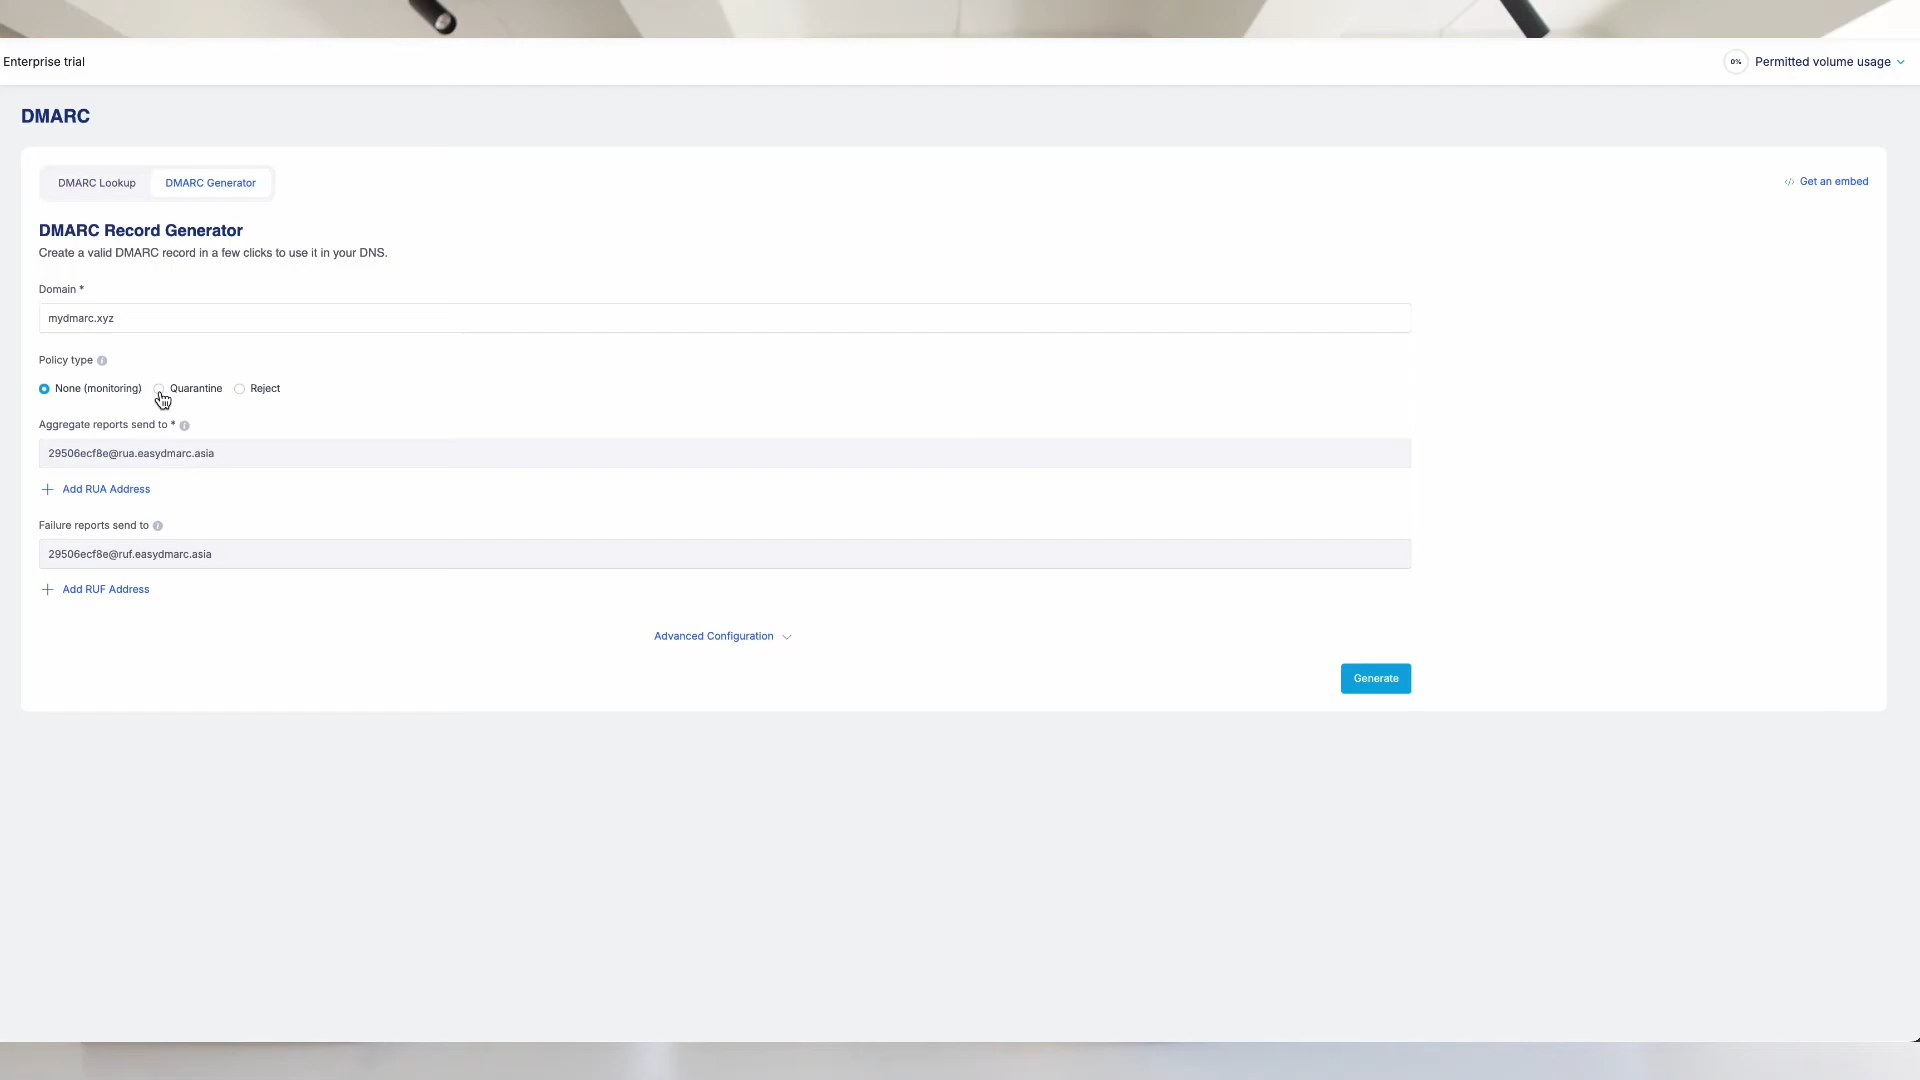 Enterprise trial
0%
Permitted volume usage
DMARC
DMARC Lookup
DMARC Generator
Get an embed
DMARC Record Generator
Create a valid DMARC record in a few clicks to use it in your DNS.
Domain *
mydmarc.xyz
Policy type
None (monitoring)
Quarantine
Reject
Aggregate reports send to *
29506ecf8e@rua.easydmarc.asia
Add RUA Address
Failure reports send to
29506ecf8e@ruf.easydmarc.asia
Add RUF Address
Advanced Configuration
Generate